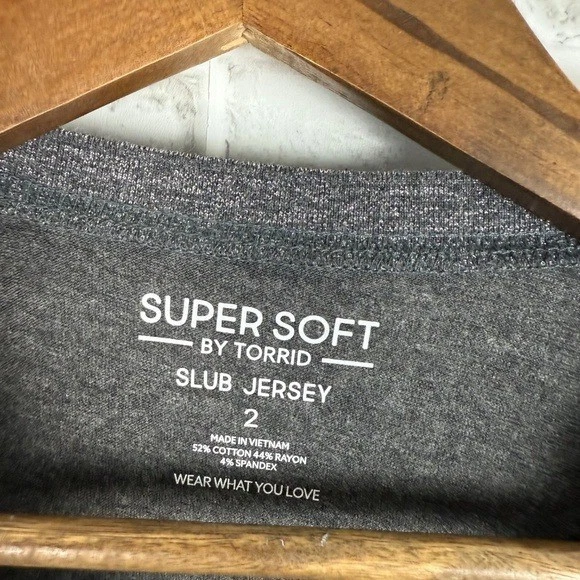 SUPER SOFT
BY TORRID
SLUB JERSEY
2
MADE IN VIETNAM
52% COTTON 44% RAYON
4% SPANDEX
WEAR WHAT YOU LOVE